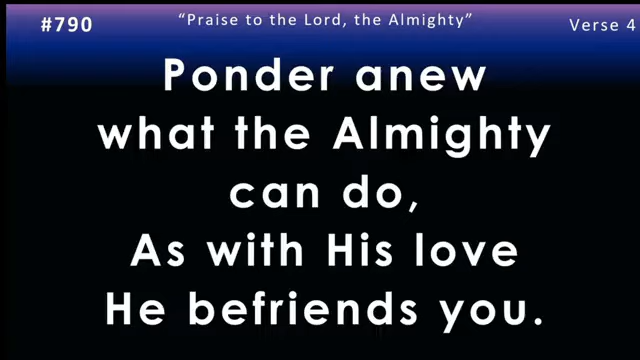 #790 “Praise to the Lord, the Almighty” Verse 4
Ponder anew
what the Almighty
can do,
As with His love
He befriends you.